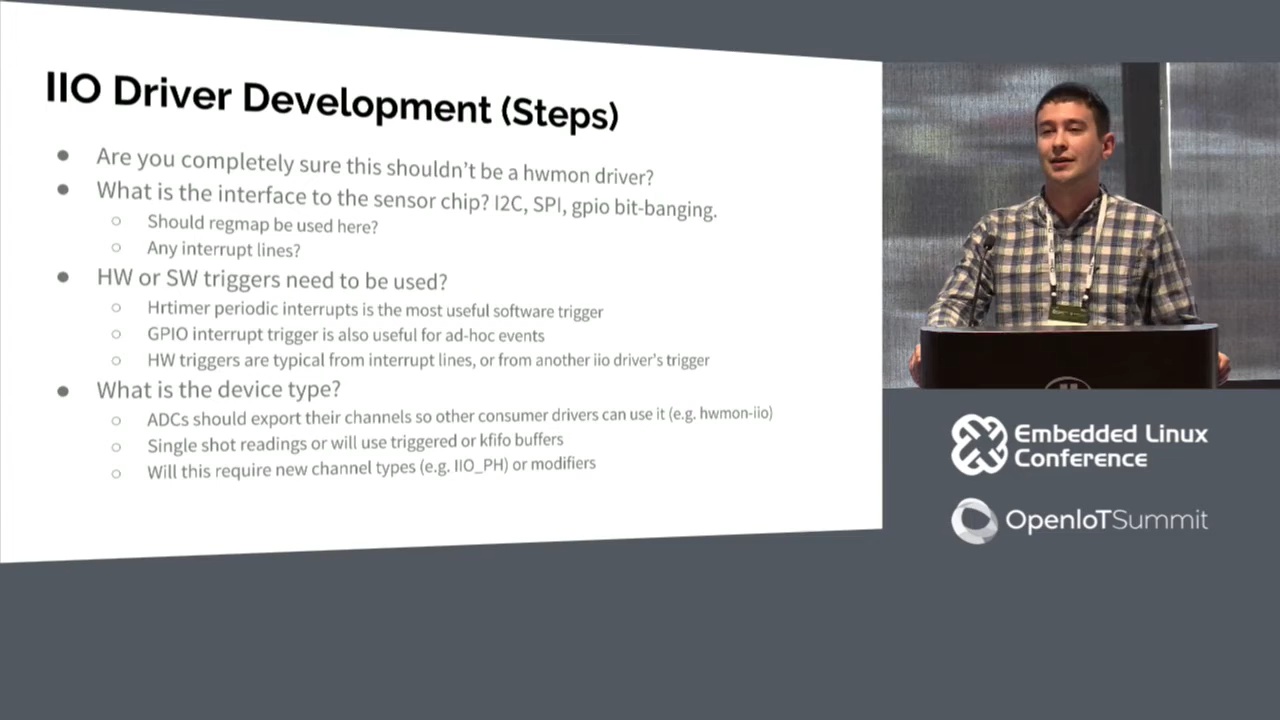 IIO Driver Development (Steps)
● Are you completely sure this shouldn't be a hwmon driver?
● What is the interface to the sensor chip? I2C, SPI, gpio bit-banging.
○ Should regmap be used here?
○ Any interrupt lines?
● HW or SW triggers need to be used?
○ Hrtimer periodic interrupts is the most useful software trigger
○ GPIO interrupt trigger is also useful for ad-hoc events
○ HW triggers are typical from interrupt lines, or from another iio driver's trigger
● What is the device type?
○ ADCs should export their channels so other consumer drivers can use it (e.g. hwmon-iio)
○ Single shot readings or will use triggered or kfifo buffers
○ Will this require new channel types (e.g. IIO_PH) or modifiers
Embedded Linux
Conference
OpenIoTSummit